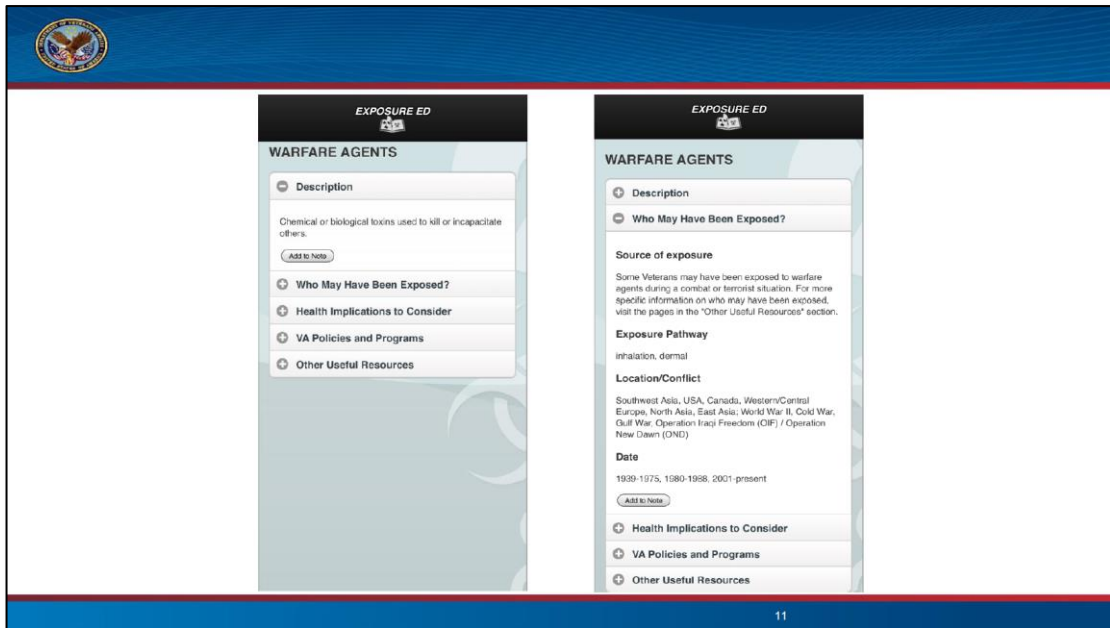 EXPOSURE ED
WARFARE AGENTS
Description
Chemical or biological toxins used to kill or incapacitate
others.
Add to Note
Who May Have Been Exposed?
Health Implications to Consider
VA Policies and Programs
Other Useful Resources
EXPOSURE ED
WARFARE AGENTS
Description
Who May Have Been Exposed?
Source of exposure
Some Veterans may have been exposed to warfare
agents during a combat or terrorist situation. For more
specific information on who may have been exposed,
visit the pages in the "Other Useful Resources" section.
Exposure Pathway
inhalation, dermal
Location/Conflict
Southwest Asia, USA, Canada, Western/Central
Europe, North Asia, East Asia; World War II, Cold War,
Gulf War, Operation Iraqi Freedom (OIF) / Operation
New Dawn (OND)
Date
1939-1975, 1980-1988, 2001-present
Add to Note
Health Implications to Consider
VA Policies and Programs
Other Useful Resources
11